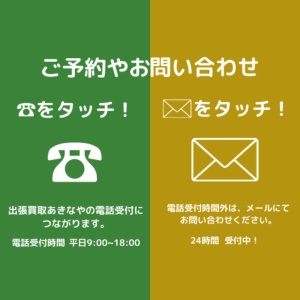 ご予約やお問い合わせ
☎をタッチ！
✉をタッチ！
出張買取あきなやの電話受付に
つながります。
電話受付時間 平日9:00~18:00
電話受付時間外は、メールにて
お問い合わせください。
24時間 受付中！